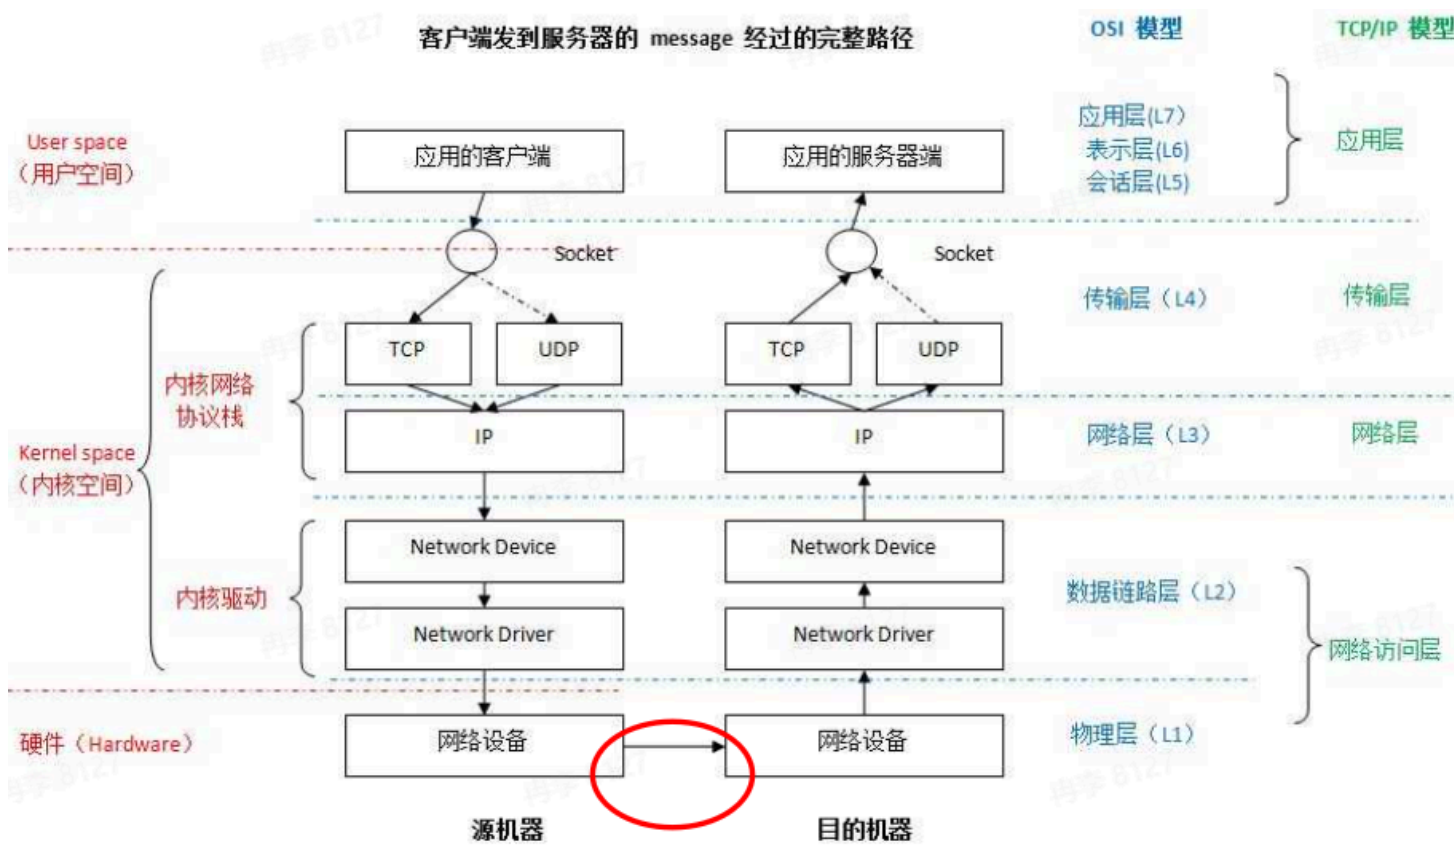 客户端发到服务器的 message 经过的完整路径
OSI 模型
TCP/IP 模型
User space
（用户空间）
应用的客户端
应用的服务器端
应用层(L7）
表示层(L6)
会话层(L5)
应用层
Socket
Socket
传输层（L4）
传输层
内核网络
协议栈
TCP
UDP
TCP
UDP
Kernel space
（内核空间）
IP
IP
网络层（L3）
网络层
内核驱动
Network Device
Network Device
数据链路层（L2）
Network Driver
Network Driver
网络访问层
硬件（Hardware）
网络设备
网络设备
物理层（L1）
源机器
目的机器
冉李 8127